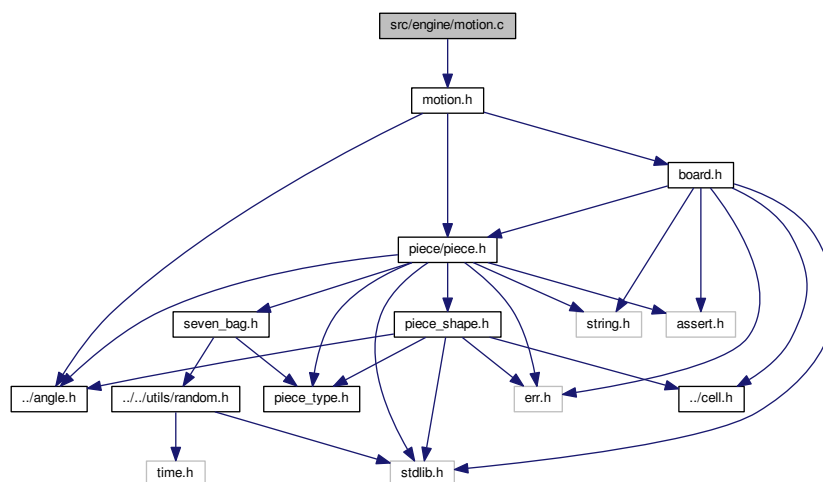 src/engine/motion.c
motion.h
board.h
piece/piece.h
seven_bag.h
piece_shape.h
string.h
assert.h
../angle.h
../../utils/random.h
piece_type.h
err.h
../cell.h
time.h
stdlib.h